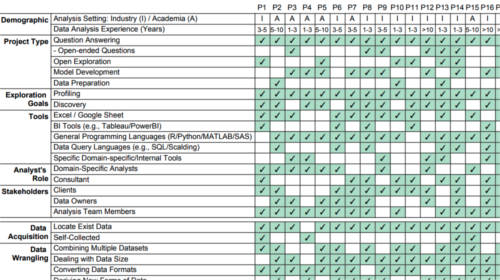 P1 P2 P3 P4 P5 P6 P7 P8 P9 P10 P11 P12 P13 P14 P15 P16
Demographic Analysis Setting: Industry (I) / Academia (A) I A A A A I I I I I I I I I A I
Data Analysis Experience (Years) 3-5 5-10 1-3 3-5 5-10 3-5 3-5 1-3 3-5 1-3 1-3 >10 1-3 1-3 5-10 >10
Project Type Question Answering
- Open-ended Questions
Open Exploration
Model Development
Data Preparation
Exploration Profiling
Goals Discovery
Tools Excel / Google Sheet
BI Tools (e.g., Tableau/PowerBI)
General Programming Languages (R/Python/MATLAB/SAS)
Data Query Languages (e.g., SQL/Scalding)
Specific Domain-specific/Internal Tools
Analyst's Domain-Specific Analysts
Role Consultant
Stakeholders Clients
Data Owners
Analysis Team Members
Data Locate Exist Data
Acquisition Self-Collected
Data Combining Multiple Datasets
Wrangling Dealing with Data Size
Converting Data Formats